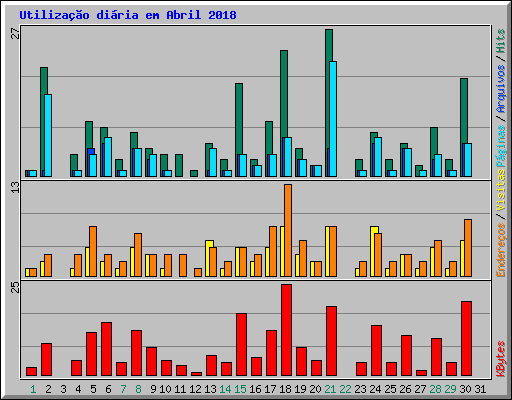 Utilização diária em Abril 2018
27
13
25
Endereços / Visitas Páginas / Arquivos / Hits
KBytes
1 2 3 4 5 6 7 8 9 10 11 12 13 14 15 16 17 18 19 20 21 22 23 24 25 26 27 28 29 30 31